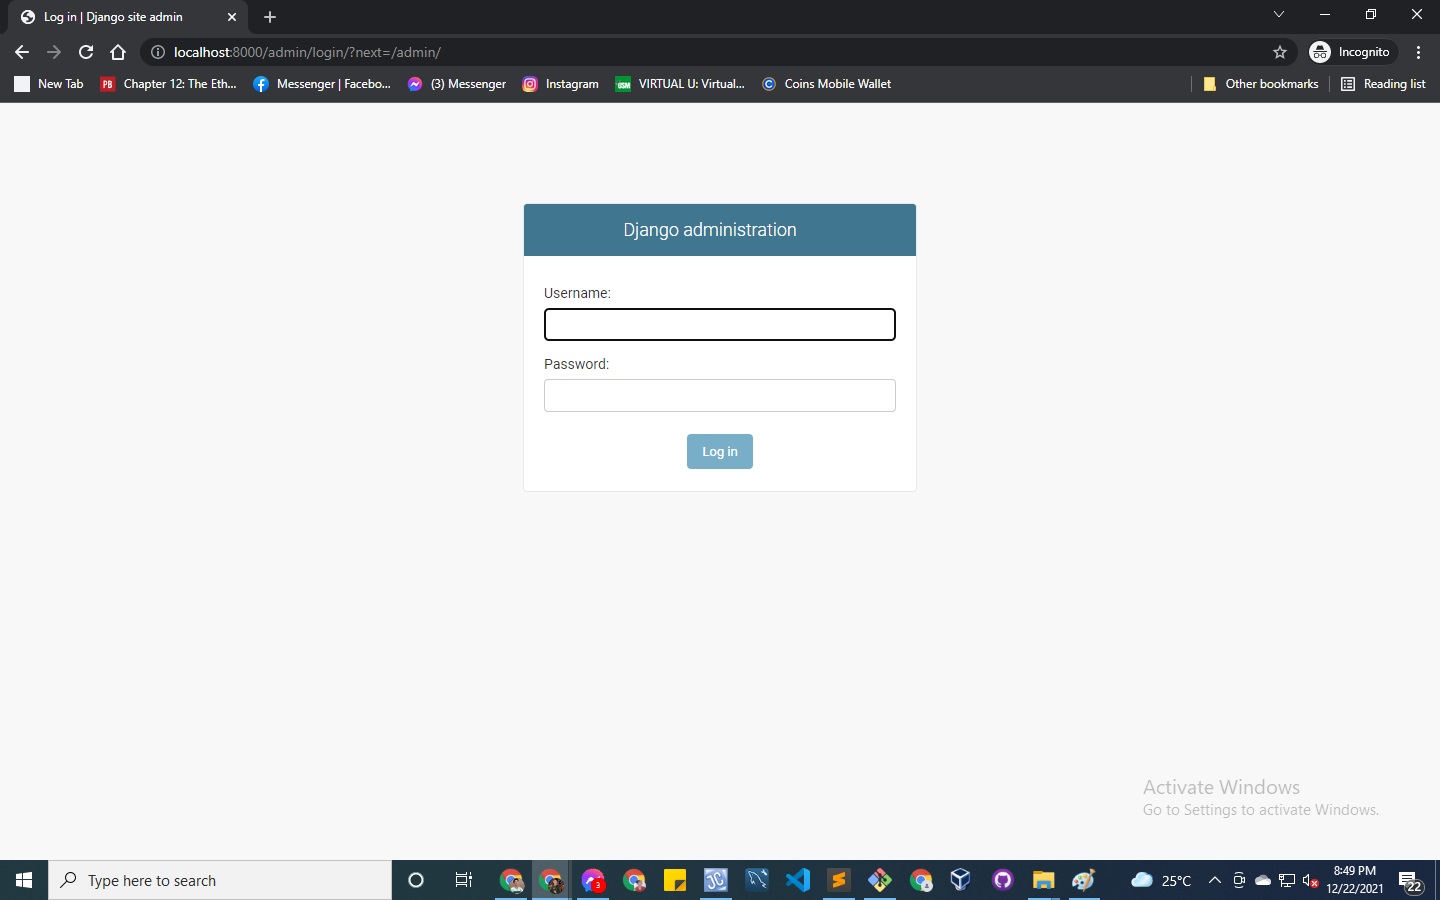 Log in | Django site admin
localhost:8000/admin/login/?next=/admin/
Incognito
New Tab
PB
Chapter 12: The Eth...
Messenger | Facebo...
(3) Messenger
Instagram
USM
VIRTUAL U: Virtual...
Coins Mobile Wallet
Other bookmarks
Reading list
Django administration
Username:
Password:
Log in
Activate Windows
Go to Settings to activate Windows.
Type here to search
3
25°C
8:49 PM
12/22/2021
22